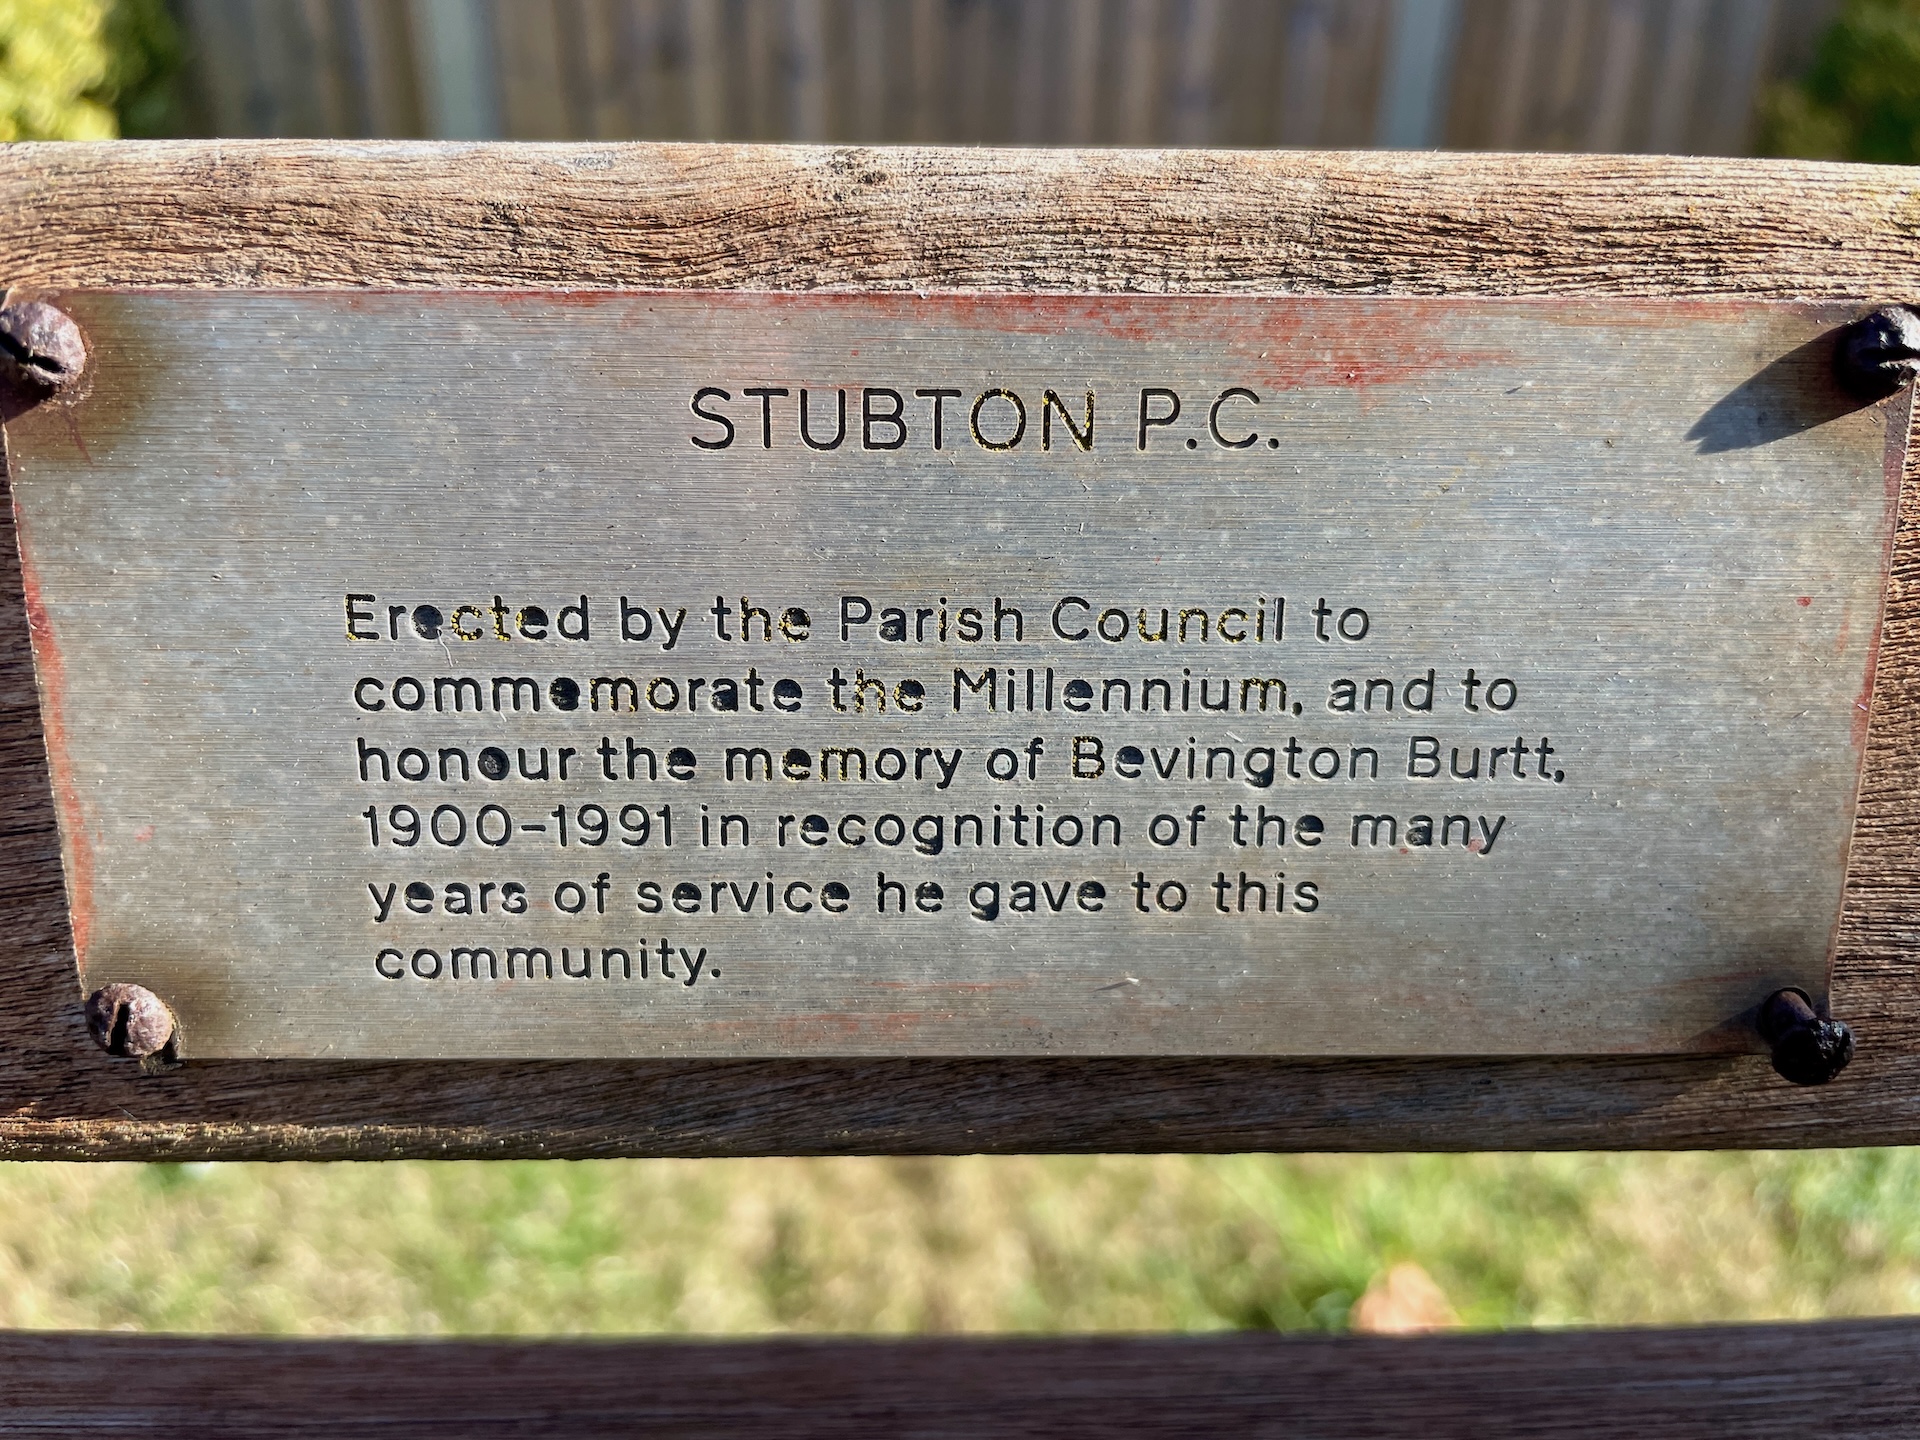 STUBTON P.C.
Erected by the Parish Council to
commemorate the Millennium, and to
honour the memory of Bevington Burtt,
1900-1991 in recognition of the many
years of service he gave to this
community.